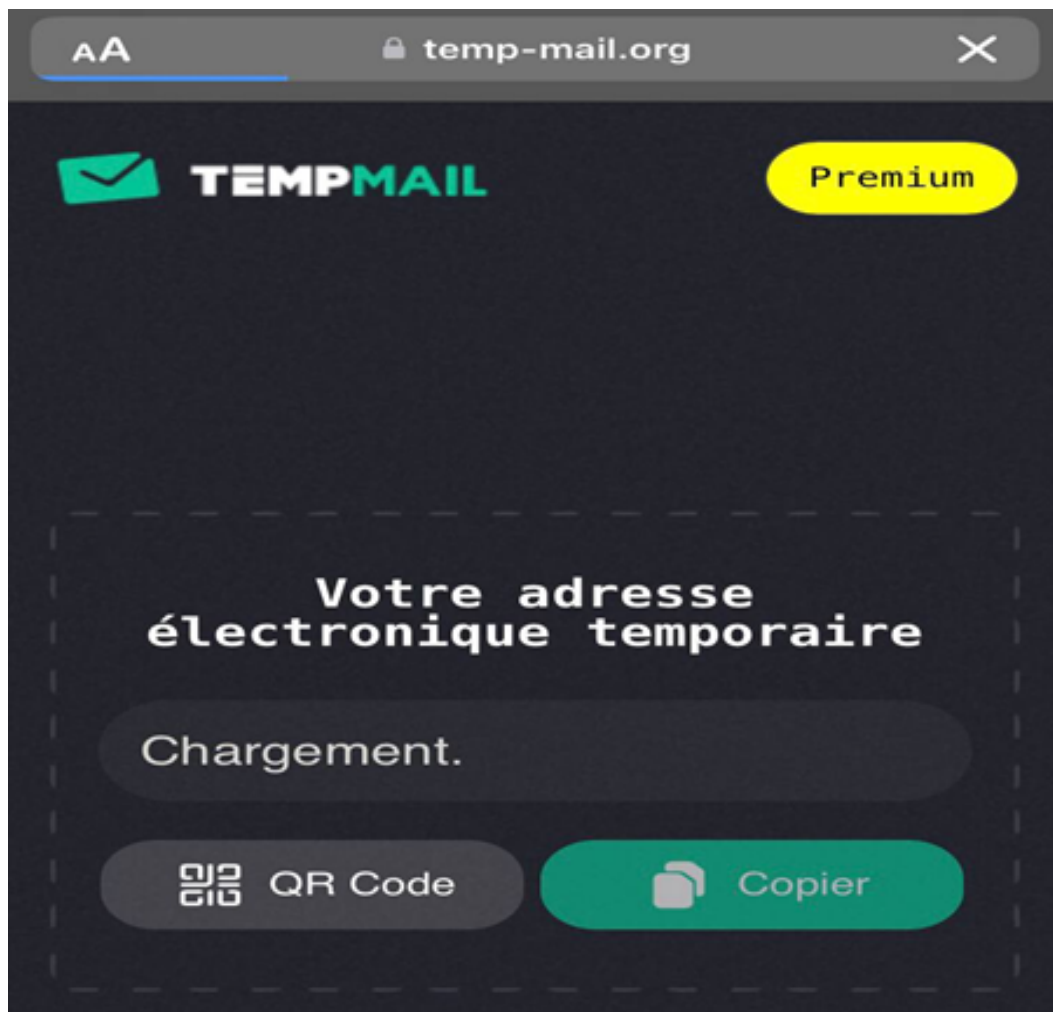 AA
temp-mail.org
TEMPMAIL
Premium
Votre adresse
électronique temporaire
Chargement.
QR Code
Copier